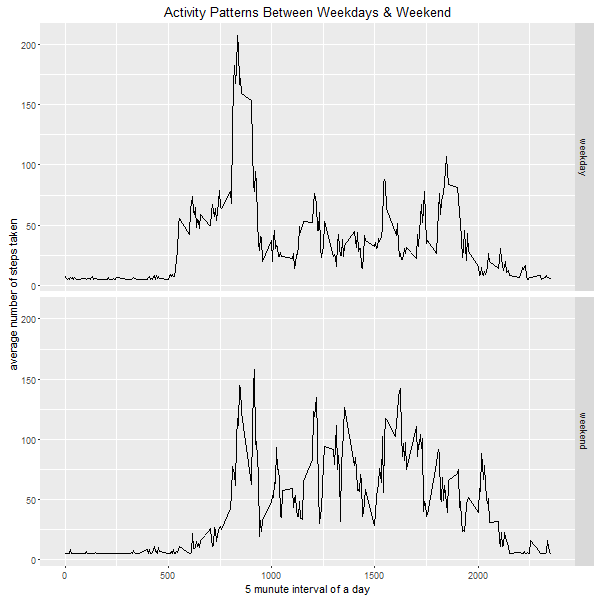 Activity Patterns Between Weekdays & Weekend
average number of steps taken
200
150
100
50
0
weekday
200
150
100
50
0
weekend
0 500 1000 1500 2000
5 munute interval of a day